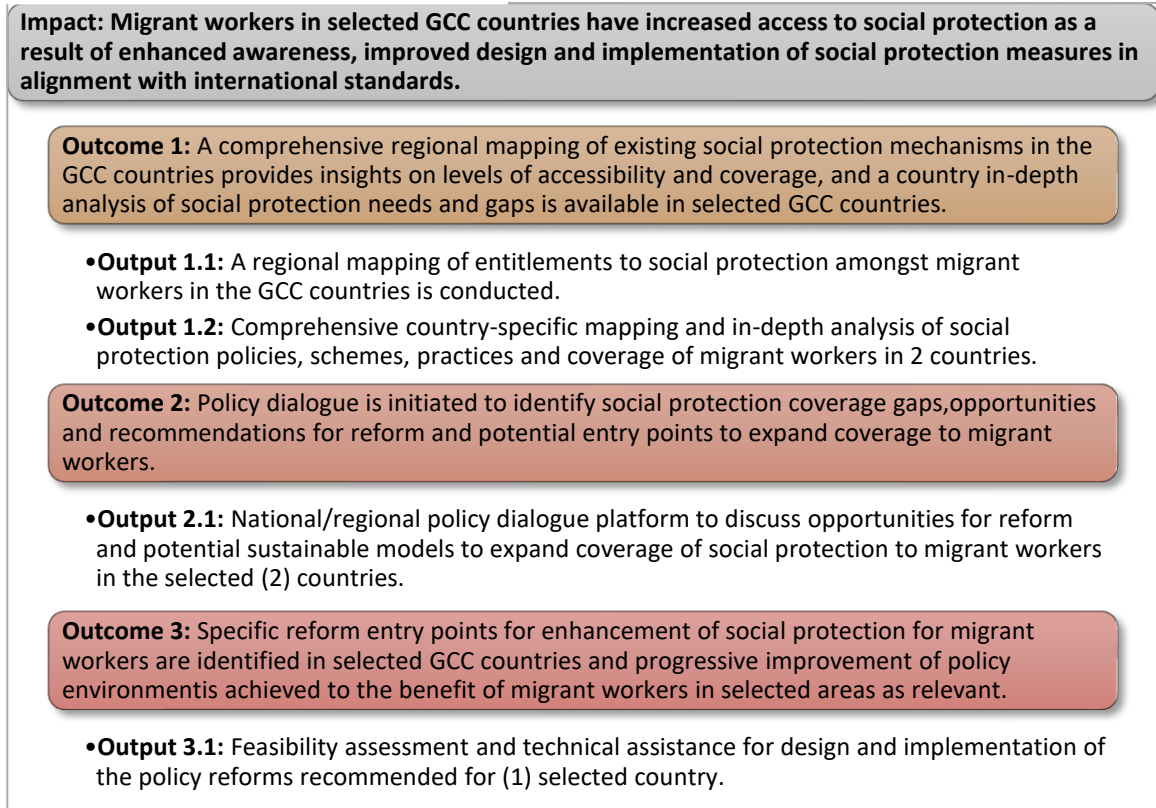 Impact: Migrant workers in selected GCC countries have increased access to social protection as a
result of enhanced awareness, improved design and implementation of social protection measures in
alignment with international standards.
Outcome 1: A comprehensive regional mapping of existing social protection mechanisms in the
GCC countries provides insights on levels of accessibility and coverage, and a country in-depth
analysis of social protection needs and gaps is available in selected GCC countries.
•Output 1.1: A regional mapping of entitlements to social protection amongst migrant
workers in the GCC countries is conducted.
•Output 1.2: Comprehensive country-specific mapping and in-depth analysis of social
protection policies, schemes, practices and coverage of migrant workers in 2 countries.
Outcome 2: Policy dialogue is initiated to identify social protection coverage gaps,opportunities
and recommendations for reform and potential entry points to expand coverage to migrant
workers.
•Output 2.1: National/regional policy dialogue platform to discuss opportunities for reform
and potential sustainable models to expand coverage of social protection to migrant workers
in the selected (2) countries.
Outcome 3: Specific reform entry points for enhancement of social protection for migrant
workers are identified in selected GCC countries and progressive improvement of policy
environmentis achieved to the benefit of migrant workers in selected areas as relevant.
•Output 3.1: Feasibility assessment and technical assistance for design and implementation of
the policy reforms recommended for (1) selected country.